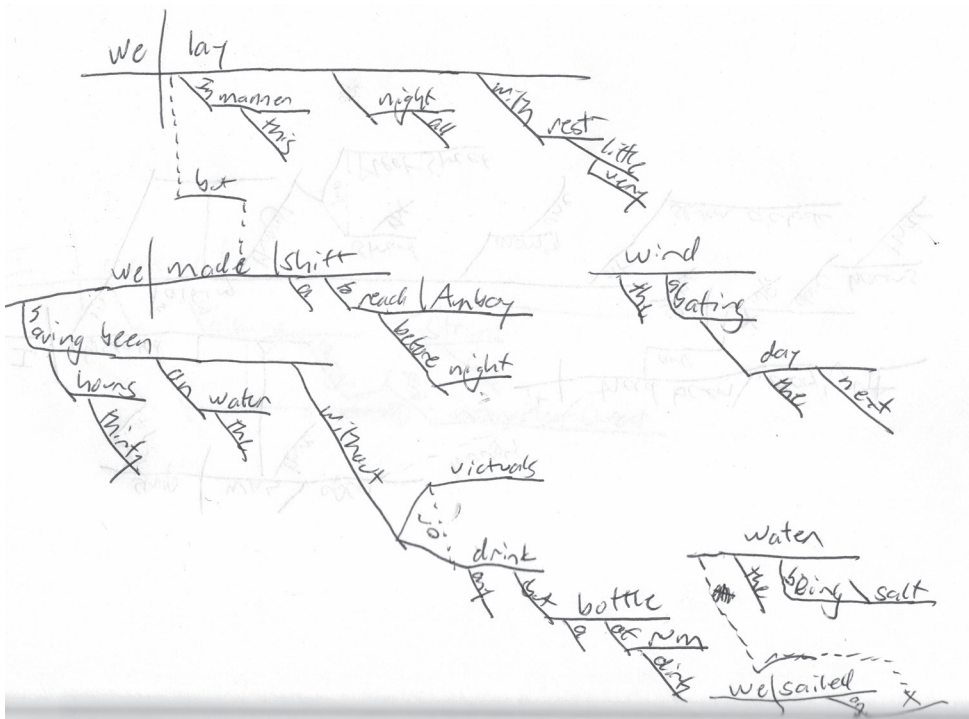 we lay
in manner this night all with rest little very
but
we made shift a to reach Amboy before night
wind the abating day the next
having been hours thirty on water the without victuals
or drink any but bottle a of rum dirty
water the being salt
we sailed on x